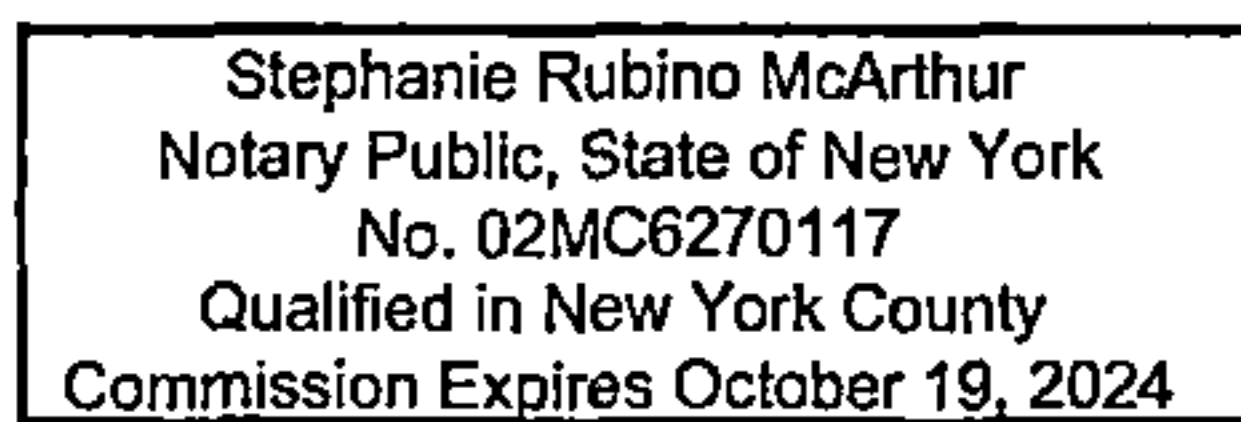 Stephanie Rubino McArthur
Notary Public, State of New York
No. 02MC6270117
Qualified in New York County
Commission Expires October 19, 2024